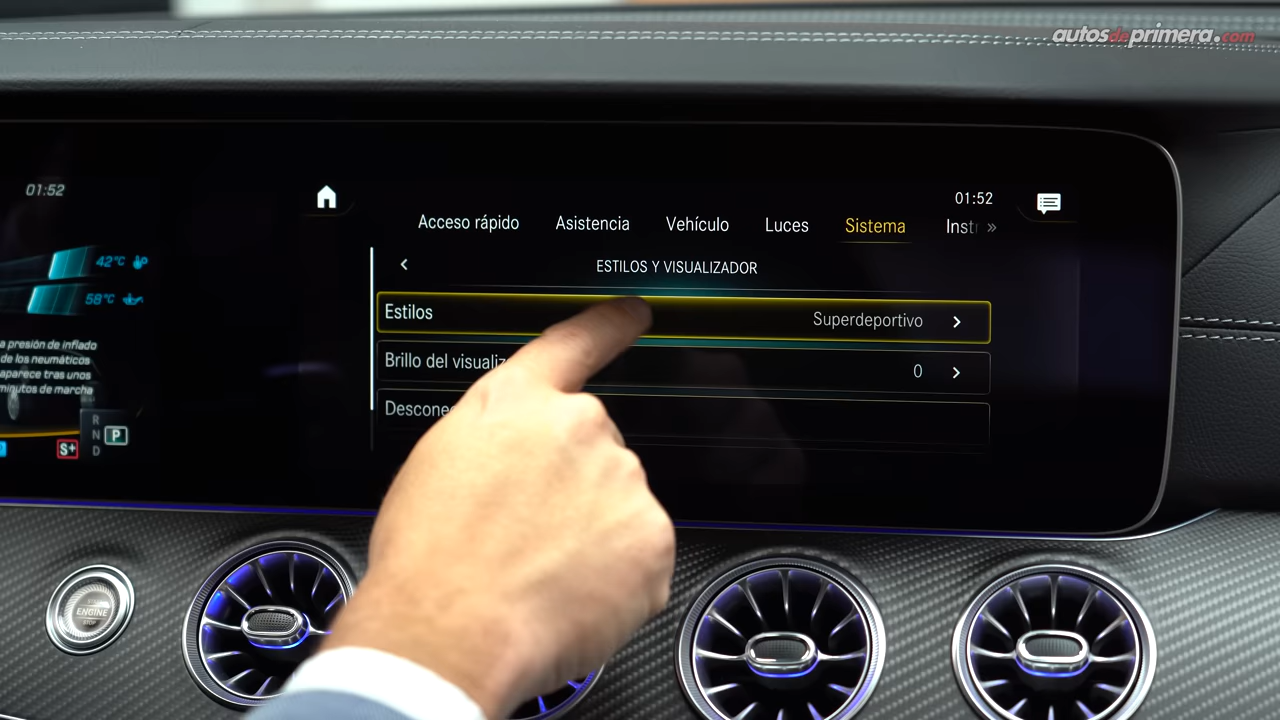 autosdeprimera.com
01:52
42°C
58°C
a presión de inflado
de los neumáticos
aparece tras unos
minutos de marcha
R
N P
D
S+
01:52
Acceso rápido Asistencia Vehículo Luces Sistema Inst »
ESTILOS Y VISUALIZADOR
Estilos Superdeportivo
Brillo del visualiz 0
Descone
ENGINE
STOP